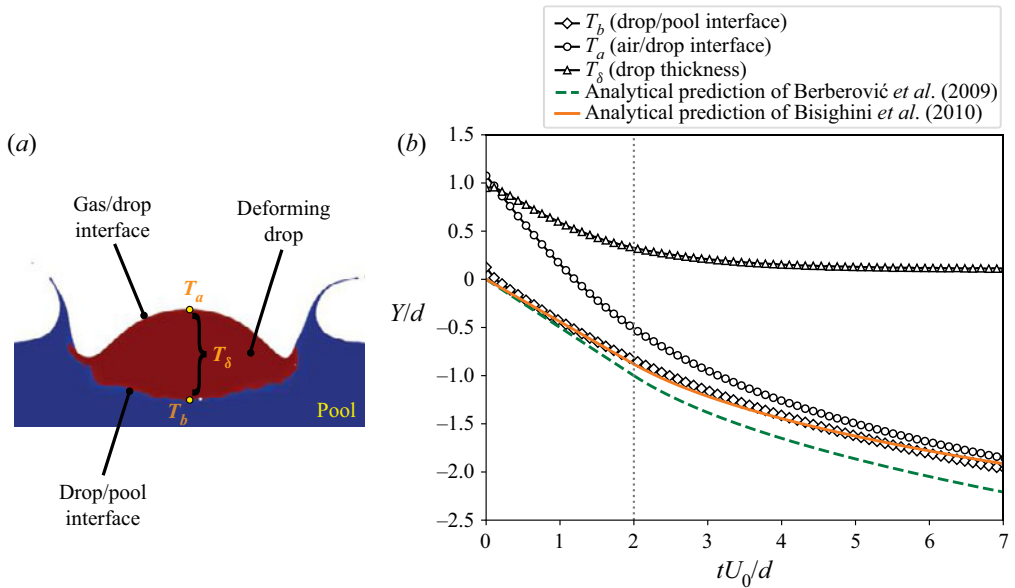 T_b (drop/pool interface)
T_a (air/drop interface)
T_δ (drop thickness)
Analytical prediction of Berberović et al. (2009)
Analytical prediction of Bisighini et al. (2010)
(a)
Gas/drop
interface
Deforming
drop
T_a
T_δ
T_b
Pool
Drop/pool
interface
(b)
1.5
1.0
0.5
0
–0.5
–1.0
–1.5
–2.0
–2.5
Y/d
0 1 2 3 4 5 6 7
tU_0/d